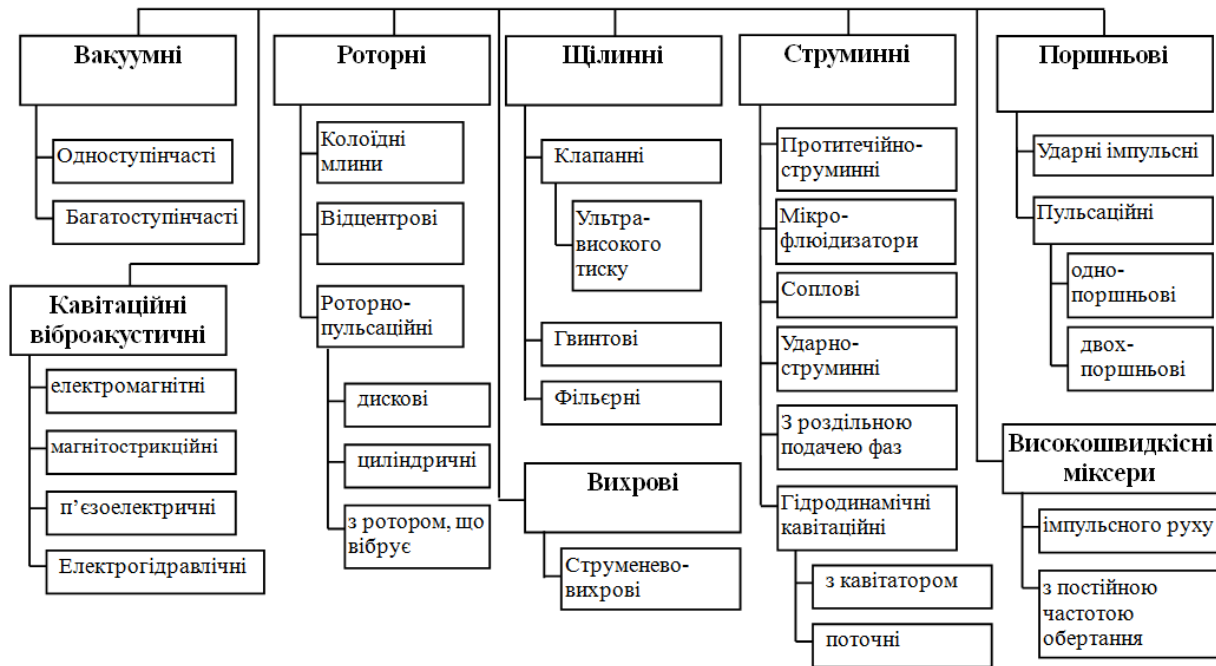 Вакуумні
Одноступінчасті
Багатоступінчасті
Кавітаційні
віброакустичні
електромагнітні
магнітострикційні
п’єзоелектричні
Електрогідравлічні
Роторні
Колоїдні
млини
Відцентрові
Роторно-
пульсаційні
дискові
циліндричні
з ротором, що
вібрує
Щілинні
Клапанні
Ультра-
високого
тиску
Гвинтові
Фільєрні
Вихрові
Струменево-
вихрові
Струминні
Протитечійно-
струминні
Мікро-
флюідизатори
Соплові
Ударно-
струминні
З роздільною
подачею фаз
Гідродинамічні
кавітаційні
з кавітатором
поточні
Поршньові
Ударні імпульсні
Пульсаційні
одно-
поршньові
двох-
поршньові
Високошвидкісні
міксери
імпульсного руху
з постійною
частотою
обертання